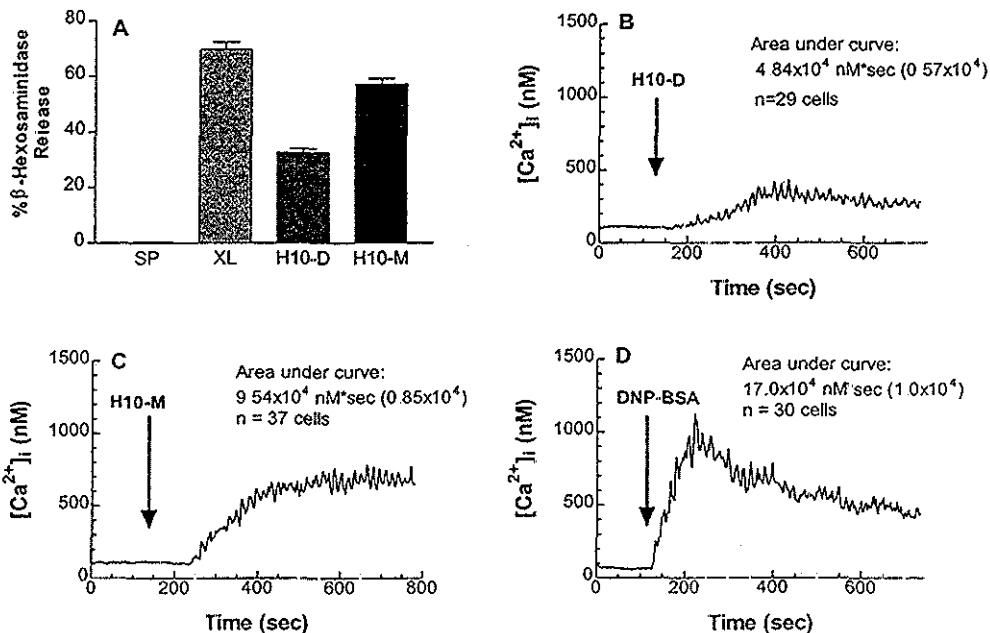 A
% β-Hexosaminidase
Release
80
60
40
20
0
SP
XL
H10-D
H10-M
B
Area under curve:
4.84x10⁴ nM*sec (0 57x10⁴)
n=29 cells
H10-D
[Ca²⁺]i (nM)
1500
1000
500
0
0
200
400
600
Time (sec)
C
Area under curve:
9 54x10⁴ nM*sec (0.85x10⁴)
n = 37 cells
H10-M
[Ca²⁺]i (nM)
1500
1000
500
0
0
200
400
600
800
Time (sec)
D
Area under curve:
17.0x10⁴ nM sec (1.0x10⁴)
n = 30 cells
DNP-BSA
[Ca²⁺]i (nM)
1500
1000
500
0
0
200
400
600
Time (sec)